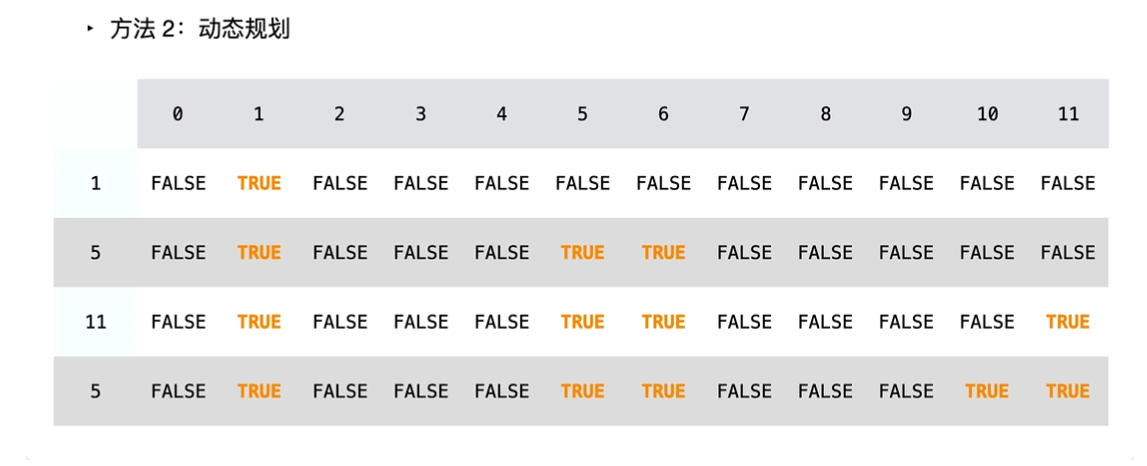 ‣ 方法 2：动态规划
0 1 2 3 4 5 6 7 8 9 10 11
1 FALSE TRUE FALSE FALSE FALSE FALSE FALSE FALSE FALSE FALSE FALSE FALSE
5 FALSE TRUE FALSE FALSE FALSE TRUE TRUE FALSE FALSE FALSE FALSE FALSE
11 FALSE TRUE FALSE FALSE FALSE TRUE TRUE FALSE FALSE FALSE FALSE TRUE
5 FALSE TRUE FALSE FALSE FALSE TRUE TRUE FALSE FALSE FALSE TRUE TRUE